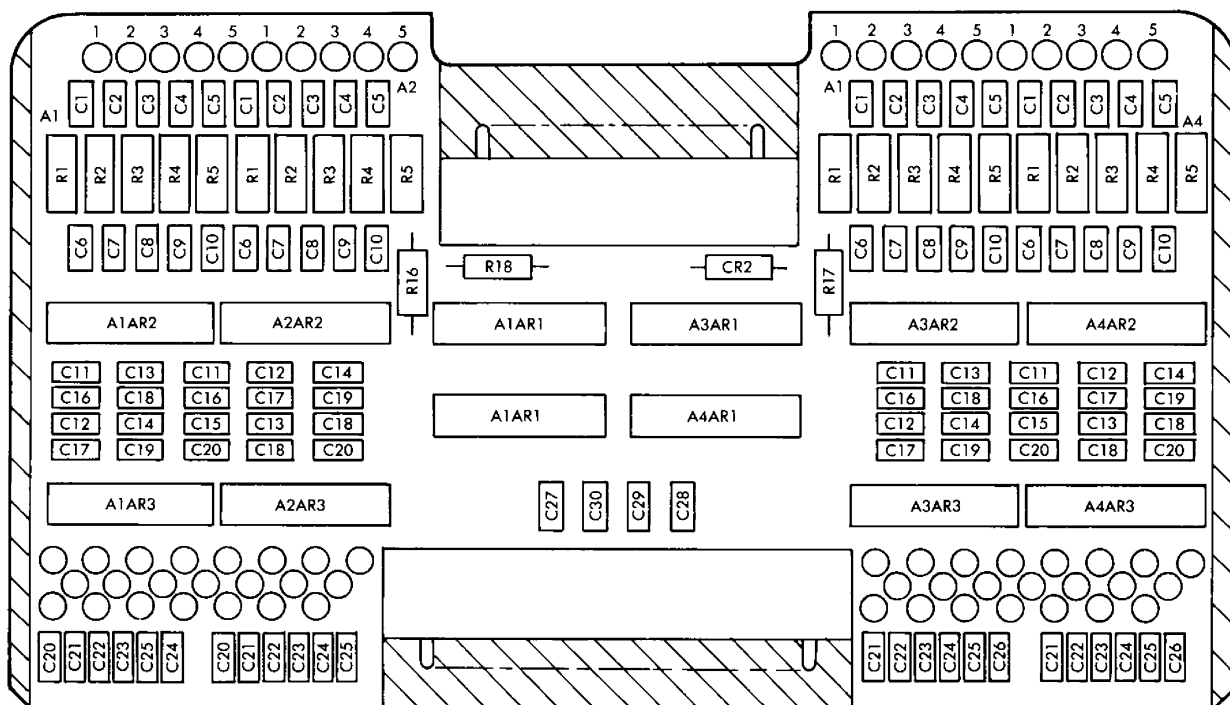 1 2 3 4 5 1 2 3 4 5 1 2 3 4 5 1 2 3 4 5
A1 C1 C2 C3 C4 C5 C1 C2 C3 C4 C5 A2 A1 C1 C2 C3 C4 C5 C1 C2 C3 C4 C5 A4
R1 R2 R3 R4 R5 R1 R2 R3 R4 R5 R1 R2 R3 R4 R5 R1 R2 R3 R4 R5
C6 C7 C8 C9 C10 C6 C7 C8 C9 C10 C6 C7 C8 C9 C10 C6 C7 C8 C9 C10
R16 R18 CR2 R17
A1AR2 A2AR2 A1AR1 A3AR1 A3AR2 A4AR2
C11 C13 C11 C12 C14 C11 C13 C11 C12 C14
C16 C18 C16 C17 C19 C16 C18 C16 C17 C19
C12 C14 C15 C13 C18 A1AR1 A4AR1 C12 C14 C15 C13 C18
C17 C19 C20 C18 C20 C17 C19 C20 C18 C20
A1AR3 A2AR3 C27 C30 C29 C28 A3AR3 A4AR3
C20 C21 C22 C23 C25 C24 C20 C21 C22 C23 C24 C25 C21 C22 C23 C24 C25 C26 C21 C22 C23 C24 C25 C26